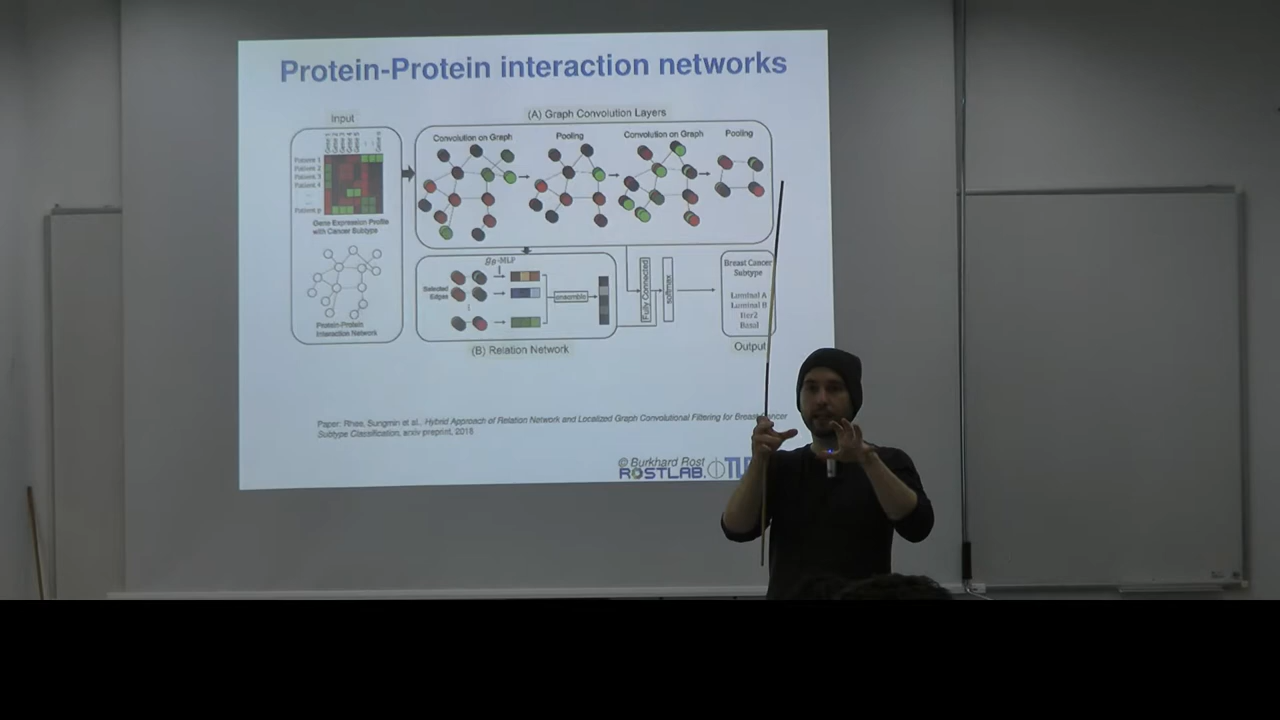 Protein-Protein interaction networks
Input
(A) Graph Convolution Layers
Convolution on Graph
Pooling
Convolution on Graph
Pooling
Patient 1
Patient 2
Patient 3
Patient 4
Patient p
Gene Expression Profile
with Cancer Subtype
Protein-Protein
Interaction Network
gθ-MLP
Selected
Edges
ensemble
Fully Connected
softmax
(B) Relation Network
Breast Cancer
Subtype
Luminal A
Luminal B
Her2
Basal
Output
Paper: Rhee, Sungmin et al., Hybrid Approach of Relation Network and Localized Graph Convolutional Filtering for Breast Cancer
Subtype Classification, arxiv preprint, 2018
© Burkhard Rost
ROSTLAB.